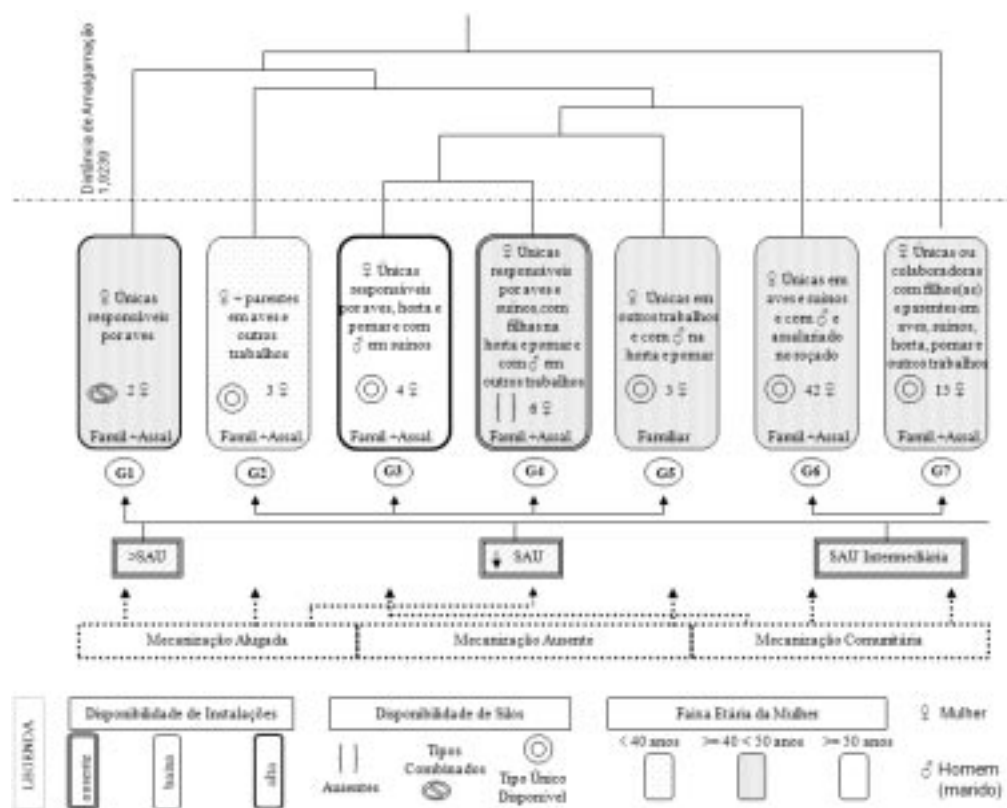 Distância de Amalgamação
1,0239
♀ Únicas
responsáveis
por aves
2 ♀
Famil.+Assal.
G1
♀ + parentes
em aves e
outros
trabalhos
3 ♀
Famil.+Assal.
G2
♀ Únicas
responsáveis
por aves, horta e
pomar e com
♂ em suínos
4 ♀
Famil.+Assal.
G3
♀ Únicas
responsáveis
por aves e
suínos, com
filhas na
horta e pomar e
com ♂ em
outros trabalhos
6 ♀
Famil.+Assal.
G4
♀ Únicas em
outros trabalhos
e com ♂ na
horta e pomar
3 ♀
Familiar
G5
♀ Únicas em
aves e suínos
e com ♂ e
assalariado
no roçado
42 ♀
Famil.+Assal.
G6
♀ Únicas ou
colaboradoras
com filhos(as)
e parentes em
aves, suínos,
horta, pomar e
outros trabalhos
15 ♀
Famil.+Assal.
G7
>SAU
SAU
SAU Intermediária
Mecanização Alugada
Mecanização Ausente
Mecanização Comunitária
LEGENDA
Disponibilidade de Instalações
ausente
baixa
alta
Disponibilidade de Silos
Ausentes
Tipos
Combinados
Tipo Único
Disponível
Faixa Etária da Mulher
< 40 anos
>= 40 < 50 anos
>= 50 anos
♀ Mulher
♂ Homem
(marido)